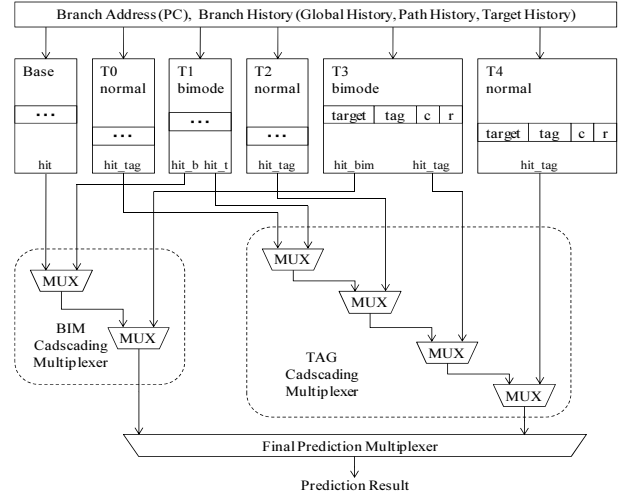 Branch Address (PC), Branch History (Global History, Path History, Target History)
Base
T0
normal
T1
bimode
T2
normal
T3
bimode
T4
normal
...
...
...
...
target tag c r
target tag c r
hit
hit_tag
hit_b hit_t
hit_tag
hit_bim
hit_tag
hit_tag
MUX
MUX
BIM
Cadscading
Multiplexer
MUX
MUX
MUX
MUX
TAG
Cadscading
Multiplexer
Final Prediction Multiplexer
Prediction Result